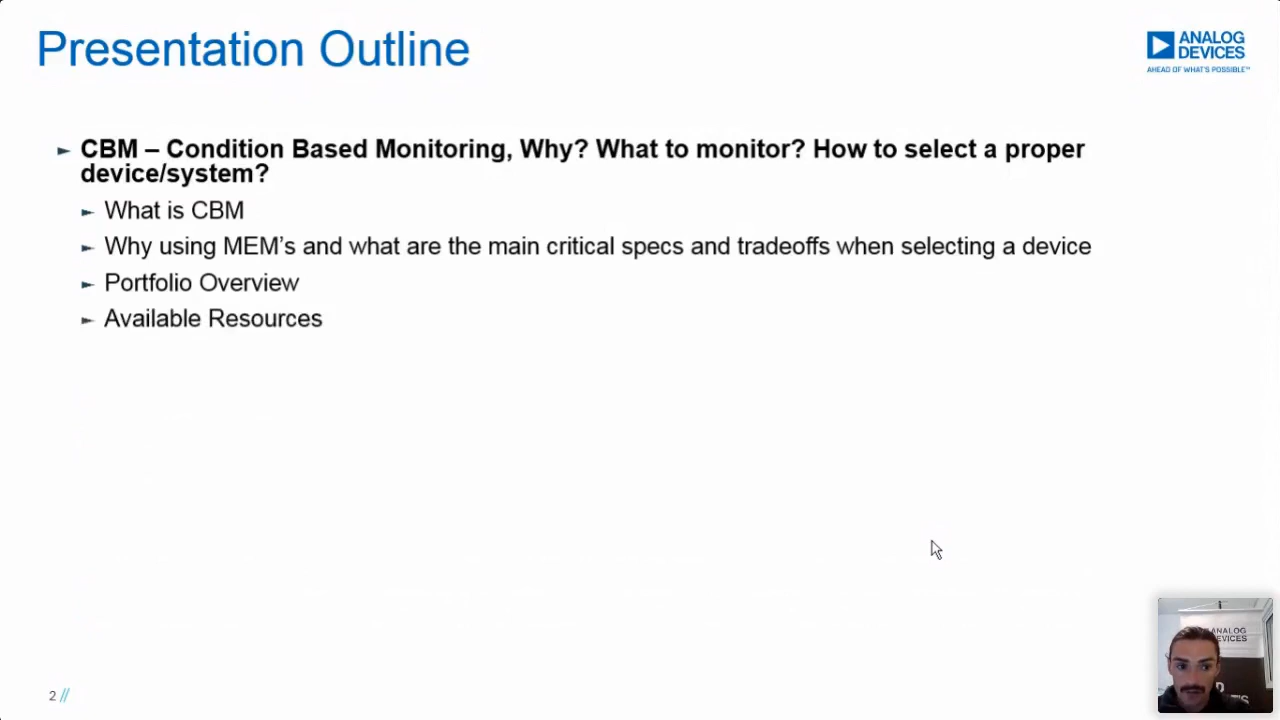 Presentation Outline
ANALOG
DEVICES
AHEAD OF WHAT'S POSSIBLE™
CBM – Condition Based Monitoring, Why? What to monitor? How to select a proper
device/system?
What is CBM
Why using MEM's and what are the main critical specs and tradeoffs when selecting a device
Portfolio Overview
Available Resources
ANALOG
DEVICES
2 //